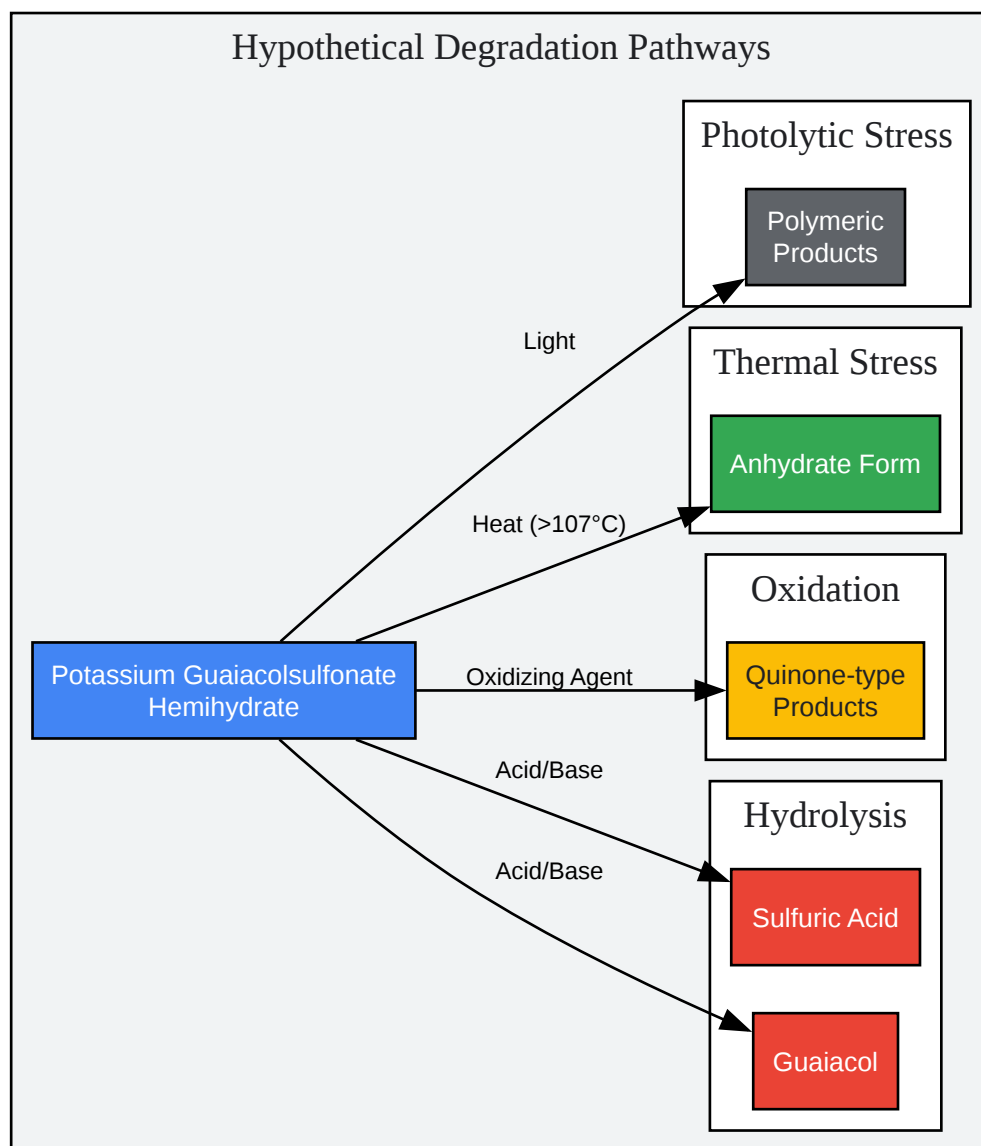 Hypothetical Degradation Pathways
Photolytic Stress
Polymeric
Products
Light
Thermal Stress
Anhydrate Form
Heat (>107°C)
Oxidation
Potassium Guaiacolsulfonate
Hemihydrate
Oxidizing Agent
Quinone-type
Products
Acid/Base
Hydrolysis
Acid/Base
Sulfuric Acid
Guaiacol